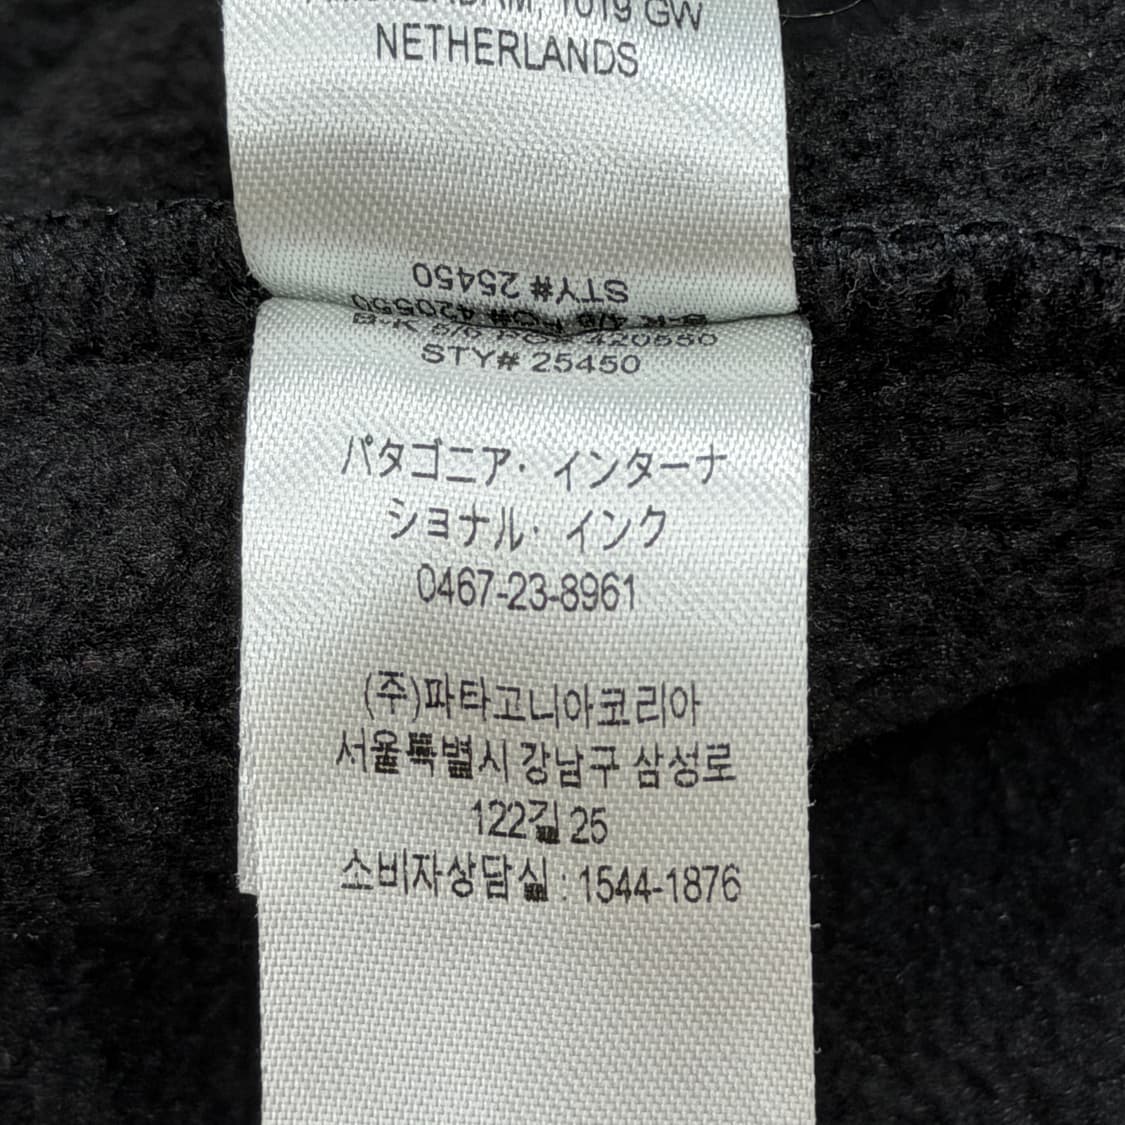 1019 GW
NETHERLANDS
STY# 25450
STY# 25450
パタゴニア・インターナ
ショナル・インク
0467-23-8961
(주)파타고니아코리아
서울특별시 강남구 삼성로
122길 25
소비자상담실 : 1544-1876